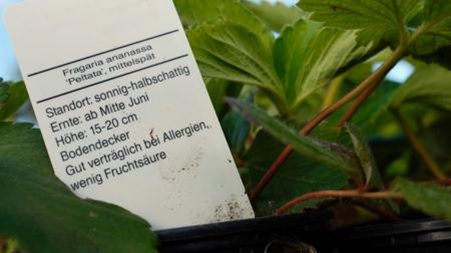 Fragaria ananassa
'Peltata', mittelspät
Standort: sonnig-halbschattig
Ernte: ab Mitte Juni
Höhe: 15-20 cm
Bodendecker
Gut verträglich bei Allergien,
wenig Fruchtsäure